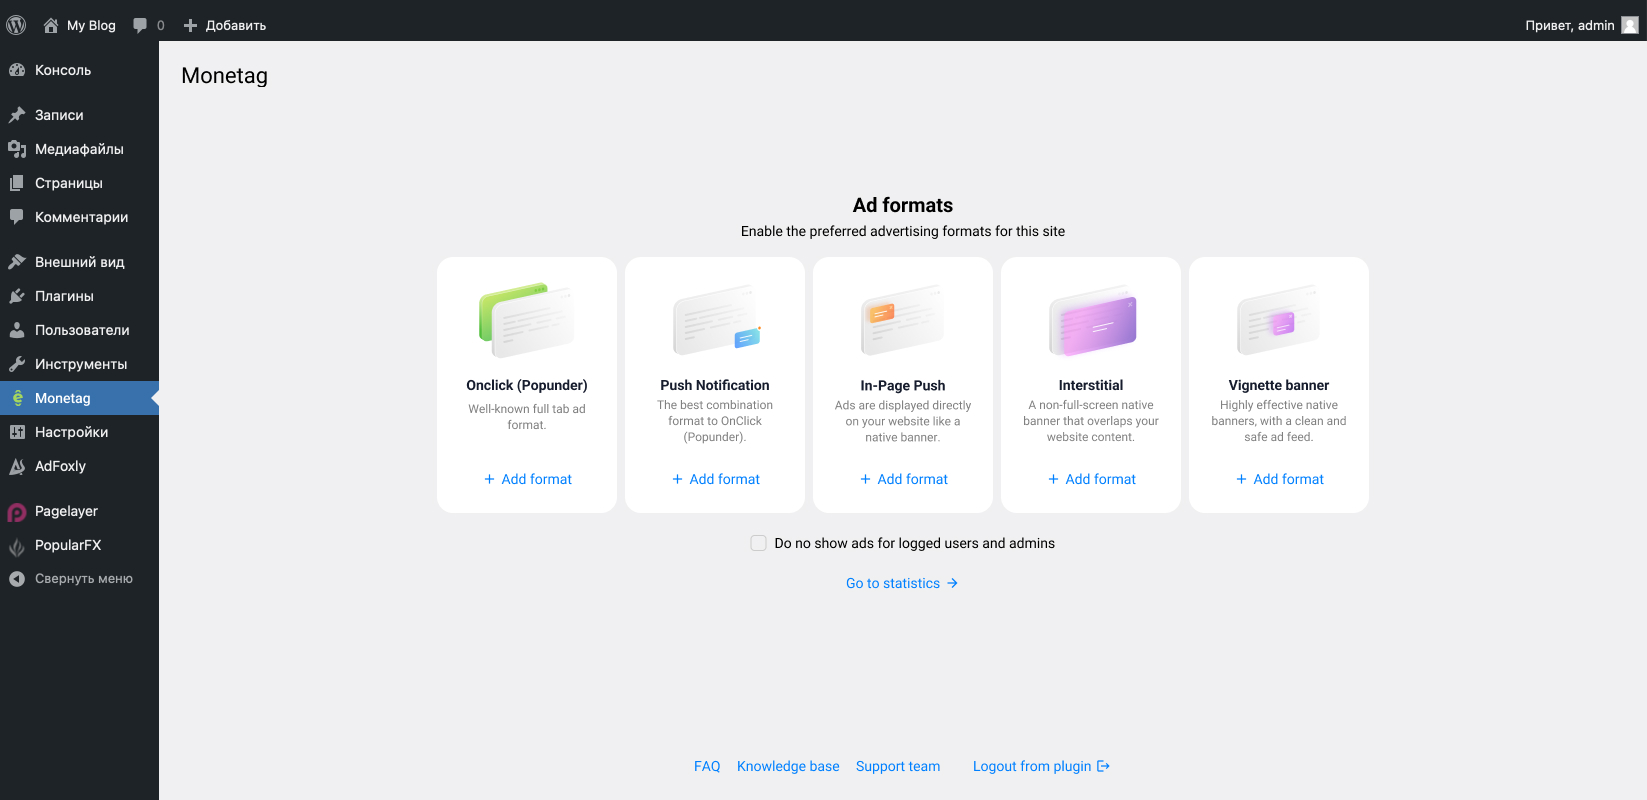 My Blog
0
Добавить
Привет, admin
Консоль
Записи
Медиафайлы
Страницы
Комментарии
Внешний вид
Плагины
Пользователи
Инструменты
Monetag
Настройки
AdFoxly
Pagelayer
PopularFX
Свернуть меню
Monetag
Ad formats
Enable the preferred advertising formats for this site
Onclick (Popunder)
Well-known full tab ad
format.
+ Add format
Push Notification
The best combination
format to OnClick
(Popunder).
+ Add format
In-Page Push
Ads are displayed directly
on your website like a
native banner.
+ Add format
Interstitial
A non-full-screen native
banner that overlaps your
website content.
+ Add format
Vignette banner
Highly effective native
banners, with a clean and
safe ad feed.
+ Add format
Do no show ads for logged users and admins
Go to statistics →
FAQ
Knowledge base
Support team
Logout from plugin